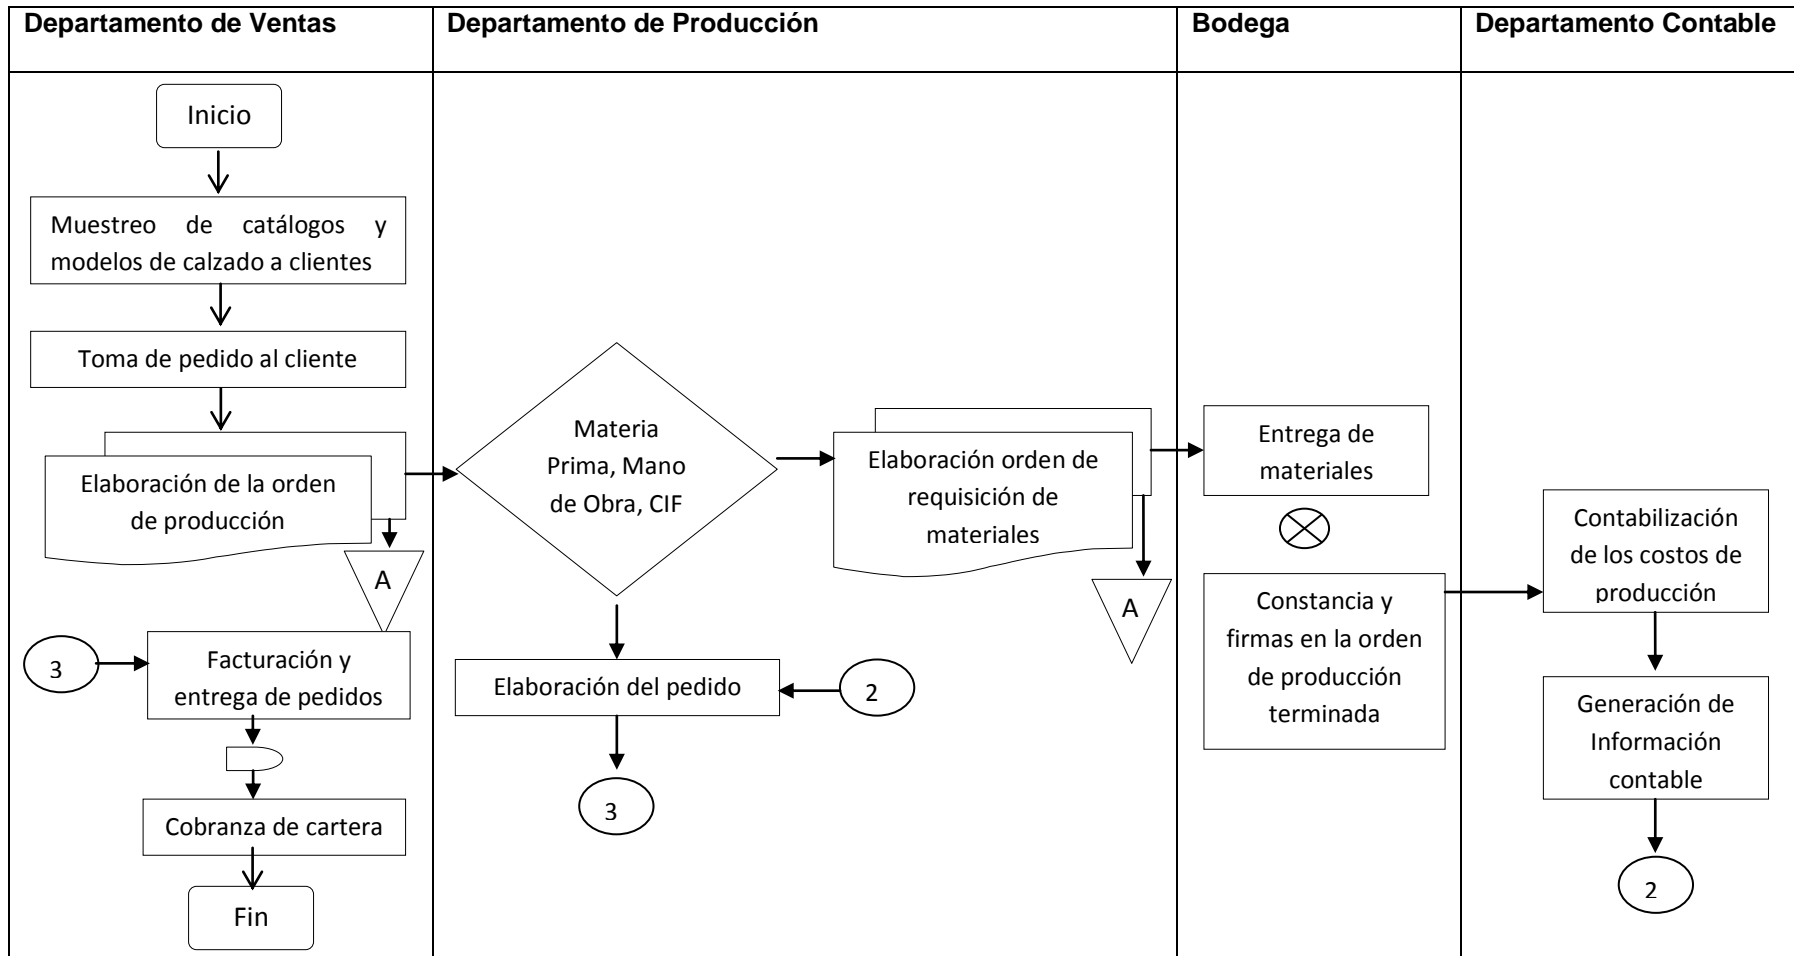 Departamento de Ventas
Departamento de Producción
Bodega
Departamento Contable
Inicio
Muestreo de catálogos y
modelos de calzado a clientes
Toma de pedido al cliente
Elaboración de la orden
de producción
A
3
Facturación y
entrega de pedidos
Cobranza de cartera
Fin
Materia
Prima, Mano
de Obra, CIF
Elaboración orden de
requisición de
materiales
A
Elaboración del pedido
2
3
Entrega de
materiales
Constancia y
firmas en la orden
de producción
terminada
Contabilización
de los costos de
producción
Generación de
Información
contable
2